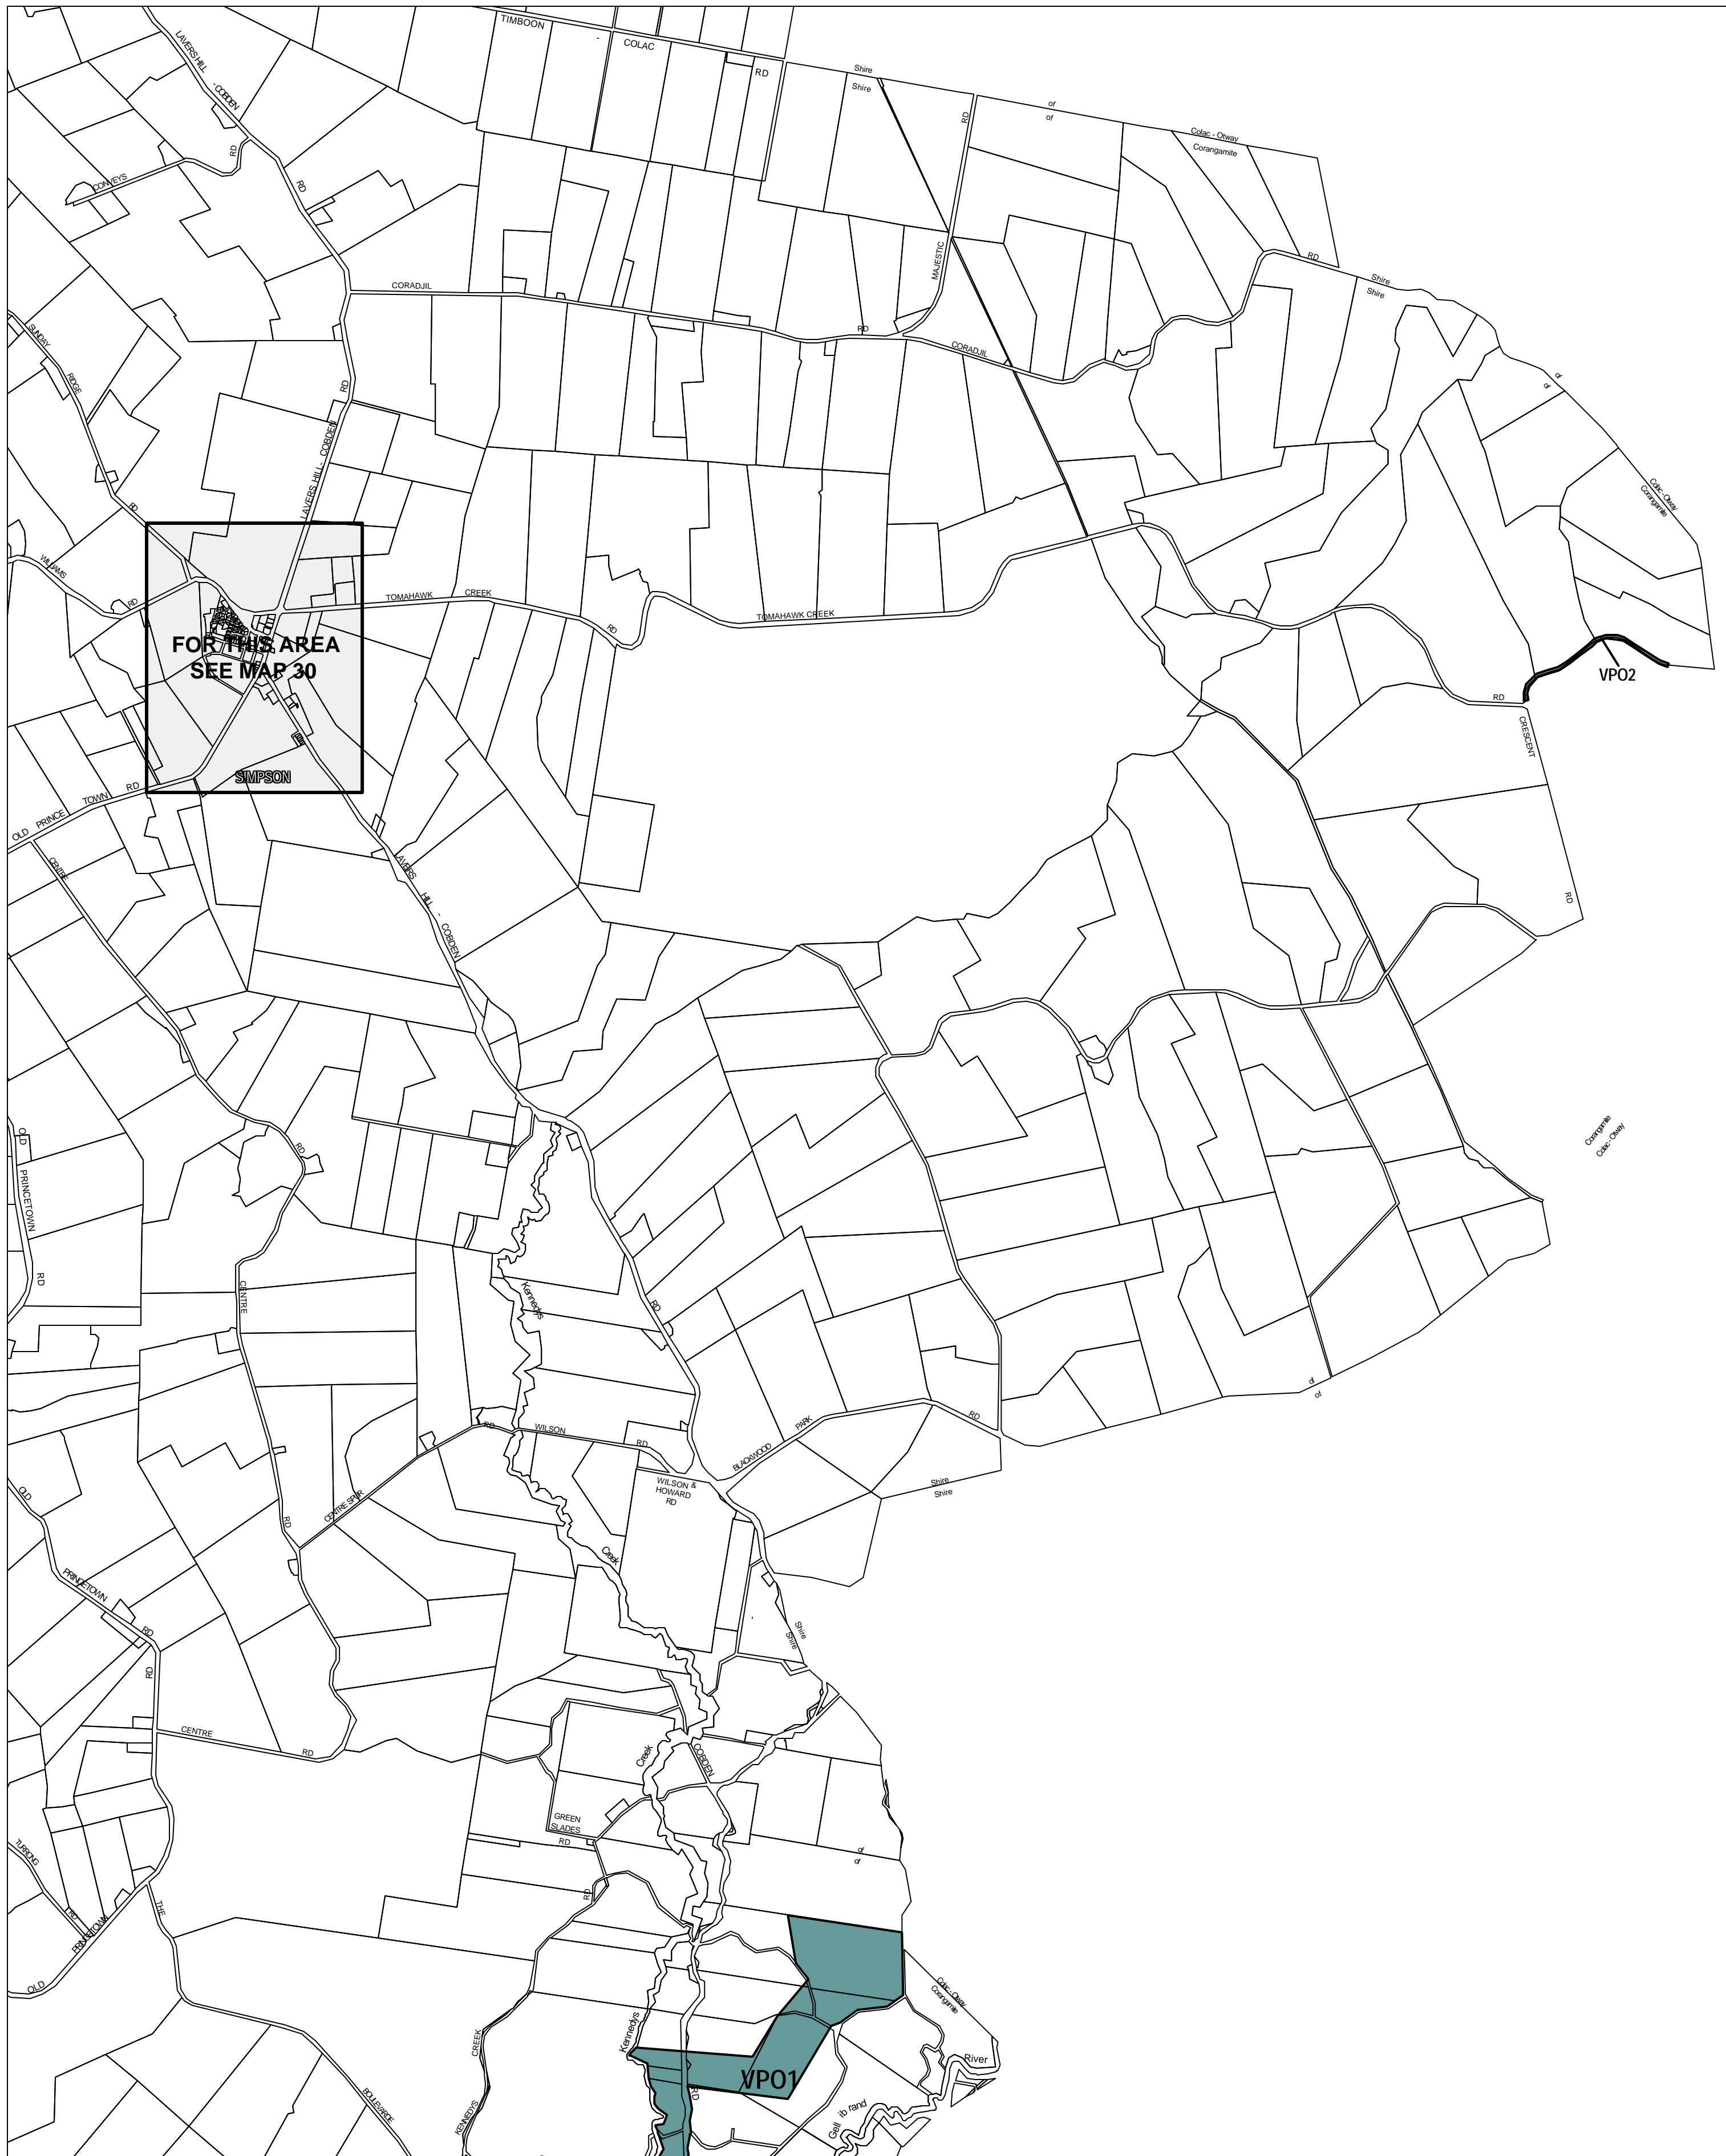 TIMBOON
-
COLAC
RD
LAVERS HILL
- COBDEN
RD
Shire
Shire
of
of
Colac - Otway
Corangamite
RD
CONVEYS
RD
MAJESTIC
RD
Shire
Shire
CORADJIL
RD
CORADJIL
SUNDAY
RIDGE
RD
of
of
RD
LAVERS HILL - COBDEN
Colac - Otway
Corangamite
WILLIAMS
RD
TOMAHAWK
CREEK
RD
TOMAHAWK CREEK
FOR THIS AREA
SEE MAP 30
VPO2
RD
CRESCENT
SIMPSON
OLD
PRINCE
TOWN
RD
CENTRE
LAVERS
HILL
-
COBDEN
RD
OLD
PRINCETOWN
RD
RD
Corangamite
Colac - Otway
CENTRE
Kennedys
RD
of
of
RD
WILSON
RD
BLACKWOOD
PARK
RD
WILSON &
HOWARD
RD
Shire
Shire
OLD
CENTRE SPUR
RD
Creek
PRINCETOWN
RD
RD
Shire
Shire
CENTRE
RD
Creek
COBDEN
GREEN
SLADES
RD
of
of
TURRONG
RD
THE
RD
PRINCETOWN
OLD
Colac - Otway
Corangamite
Kennedys
CREEK
KENNEDYS
BOULEVARDE
VPO1
RD
River
Gell
ib rand